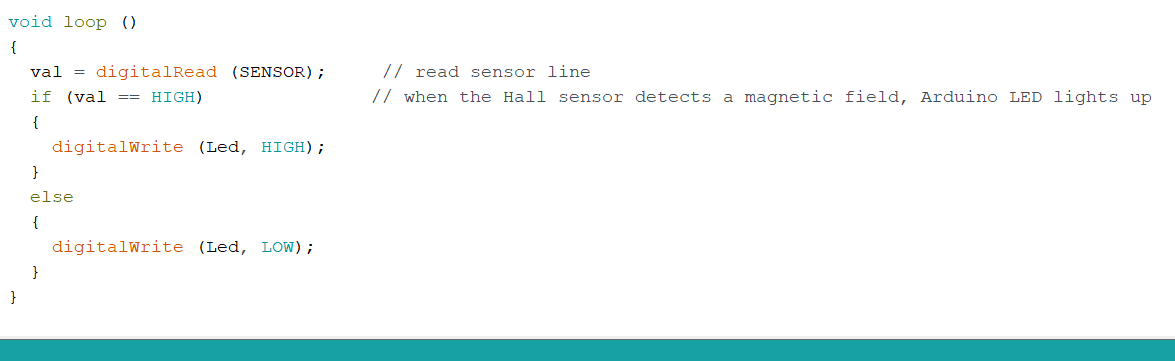 void loop ()
{
  val = digitalRead (SENSOR);     // read sensor line
  if (val == HIGH)               // when the Hall sensor detects a magnetic field, Arduino LED lights up
  {
    digitalWrite (Led, HIGH);
  }
  else
  {
    digitalWrite (Led, LOW);
  }
}